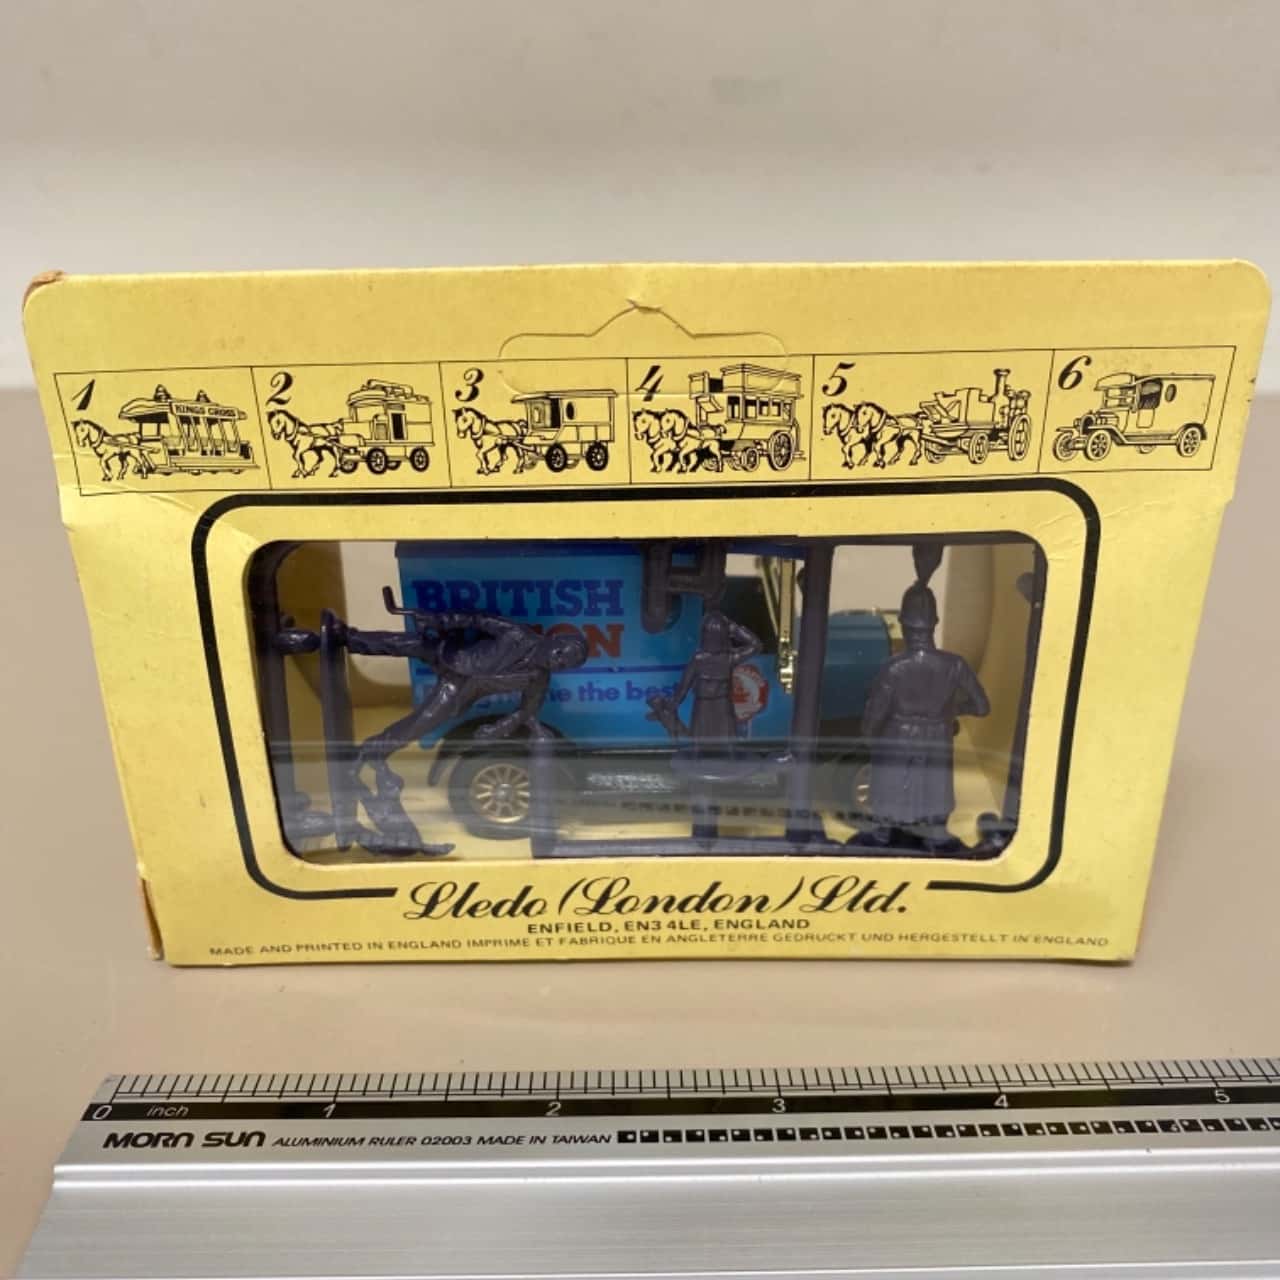 1 2 3 4 5 6
KINGS CROSS
BRITISH
the best
Lledo (London) Ltd.
ENFIELD, EN3 4LE, ENGLAND
MADE AND PRINTED IN ENGLAND IMPRIME ET FABRIQUE EN ANGLETERRE GEDRUCKT UND HERGESTELLT IN ENGLAND
0 inch 1 2 3 4 5
MORN SUN ALUMINIUM RULER 02003 MADE IN TAIWAN